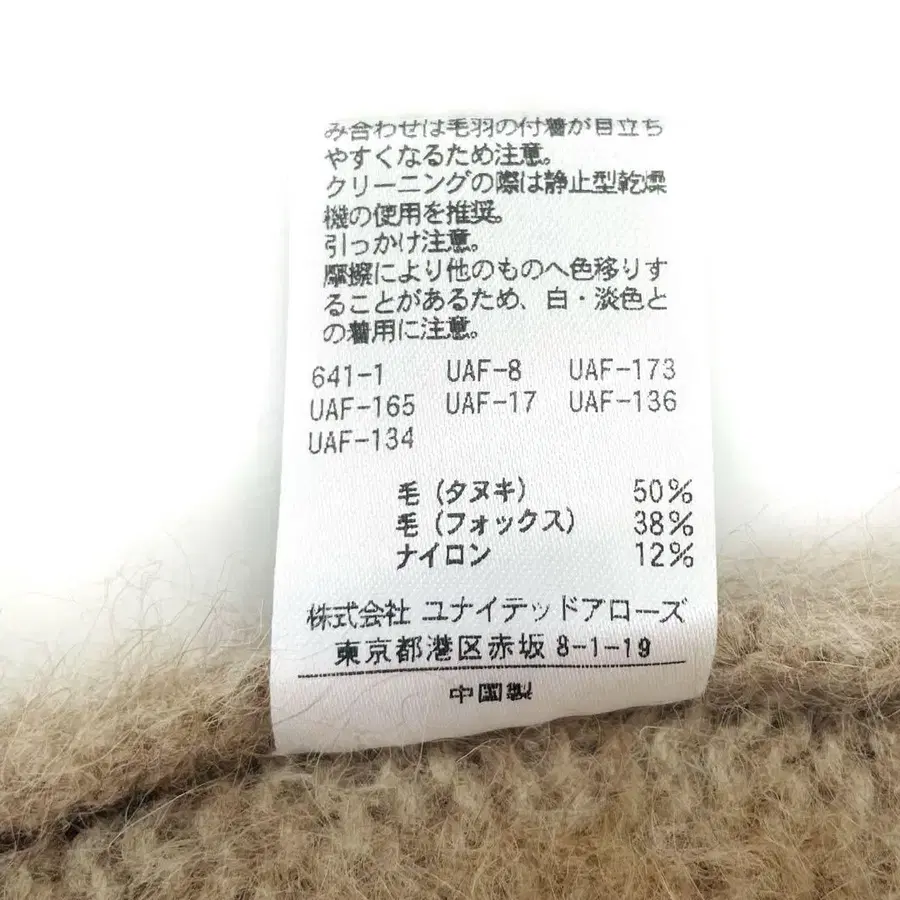 み合わせは毛羽の付着が目立ち
やすくなるため注意。
クリーニングの際は静止型乾燥
機の使用を推奨。
引っかけ注意。
摩擦により他のものへ色移りす
ることがあるため、白・淡色と
の着用に注意。
641-1 UAF-8 UAF-173
UAF-165 UAF-17 UAF-136
UAF-134
毛(タヌキ) 50%
毛(フォックス) 38%
ナイロン 12%
株式会社 ユナイテッドアローズ
東京都港区赤坂8-1-19
中国製